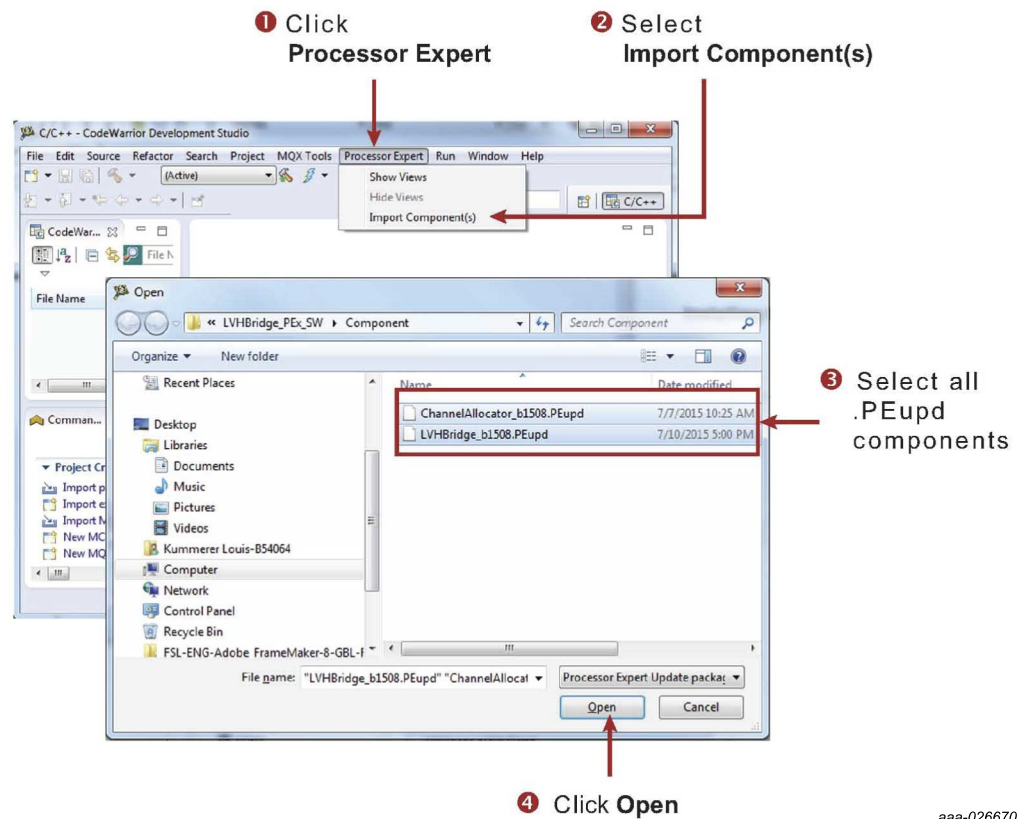 ❶ Click
Processor Expert
❷ Select
Import Component(s)
C/C++ - CodeWarrior Development Studio
File Edit Source Refactor Search Project MQX Tools Processor Expert Run Window Help
(Active)
Show Views
Hide Views
Import Component(s)
C/C++
CodeWar...
File N
File Name
Open
« LVHBridge_PEx_SW ▸ Component
Search Component
Organize ▾ New folder
Recent Places
Name
Date modified
Desktop
Libraries
Documents
Music
Pictures
Videos
Kummerer Louis-B54064
Computer
Network
Control Panel
Recycle Bin
FSL-ENG-Adobe FrameMaker-8-GBL-F
ChannelAllocator_b1508.PEupd 7/7/2015 10:25 AM
LVHBridge_b1508.PEupd 7/10/2015 5:00 PM
❸ Select all
.PEupd
components
Comman...
Project Cr
Import p
Import e
Import M
New MC
New MQ
File name: "LVHBridge_b1508.PEupd" "ChannelAllocat
Processor Expert Update packag
Open
Cancel
❹ Click Open
aaa-026670